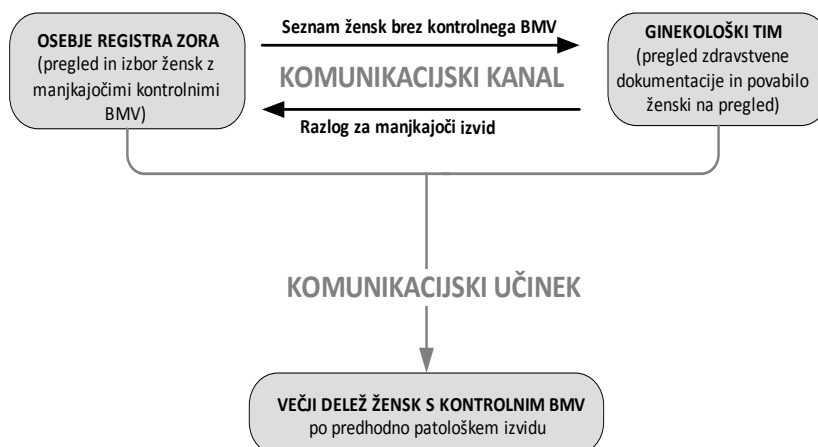 OSEBJE REGISTRA ZORA
(pregled in izbor žensk z
manjkajočimi kontrolnimi
BMV)
Seznam žensk brez kontrolnega BMV
KOMUNIKACIJSKI KANAL
Razlog za manjkajoči izvid
GINEKOLOŠKI TIM
(pregled zdravstvene
dokumentacije in povabilo
ženski na pregled)
KOMUNIKACIJSKI UČINEK
VEČJI DELEŽ ŽENSK S KONTROLNIM BMV
po predhodno patološkem izvidu